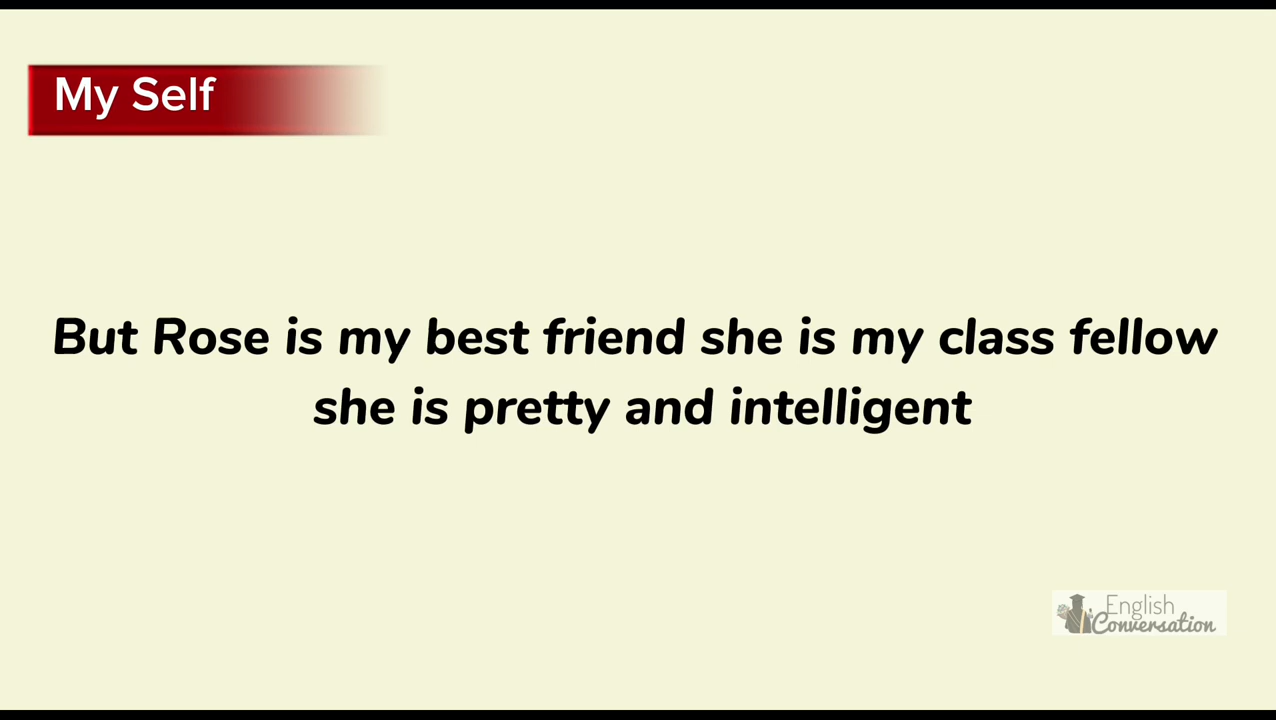 My Self
But Rose is my best friend she is my class fellow
she is pretty and intelligent
English
Conversation